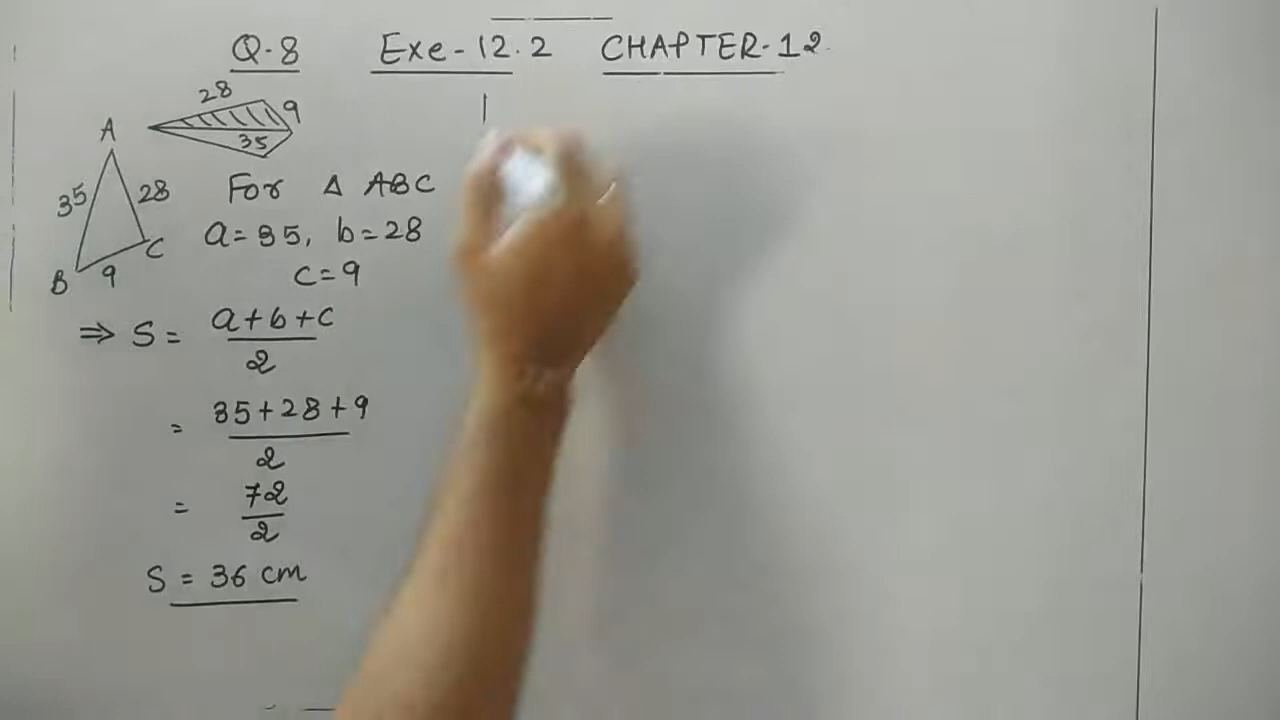 Q.8 Exe-12.2 CHAPTER-12
28
9
35
A
35
28
B
9
C
For Δ ABC
a=35, b=28
c=9
⇒ S = a+b+c / 2
= 35+28+9 / 2
= 72 / 2
S = 36 cm